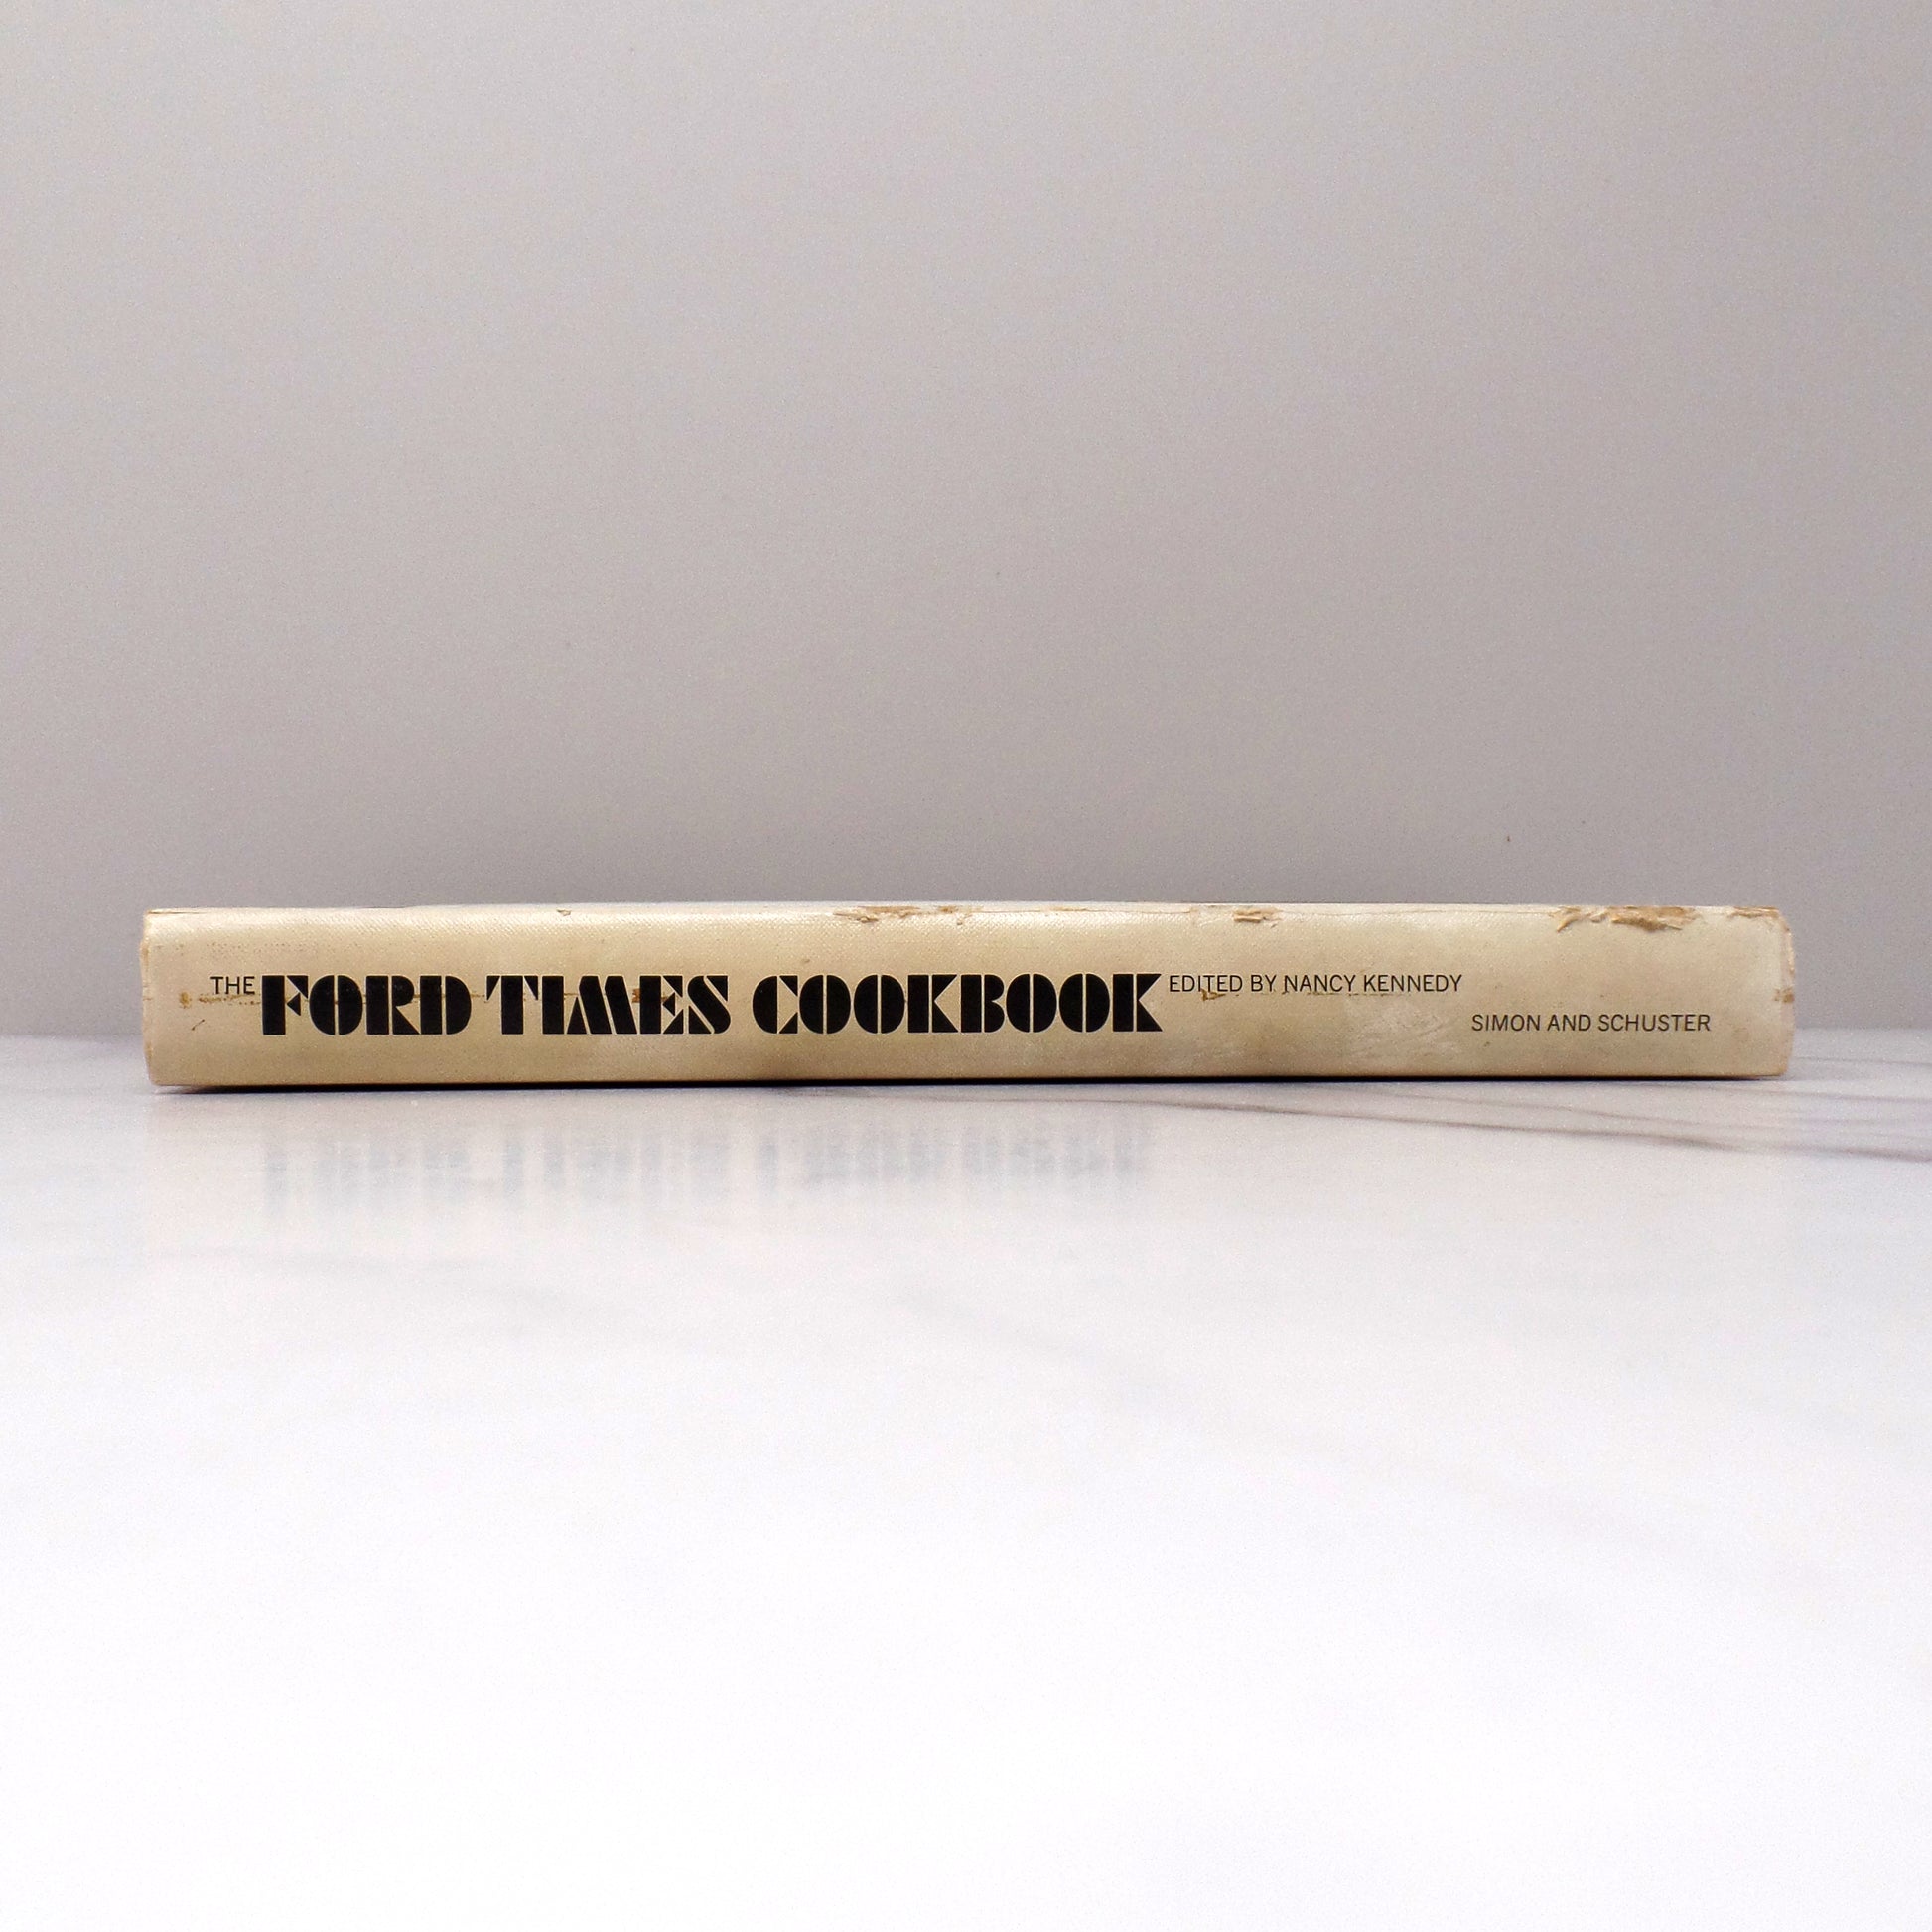 THE FORD TIMES COOKBOOK EDITED BY NANCY KENNEDY
SIMON AND SCHUSTER